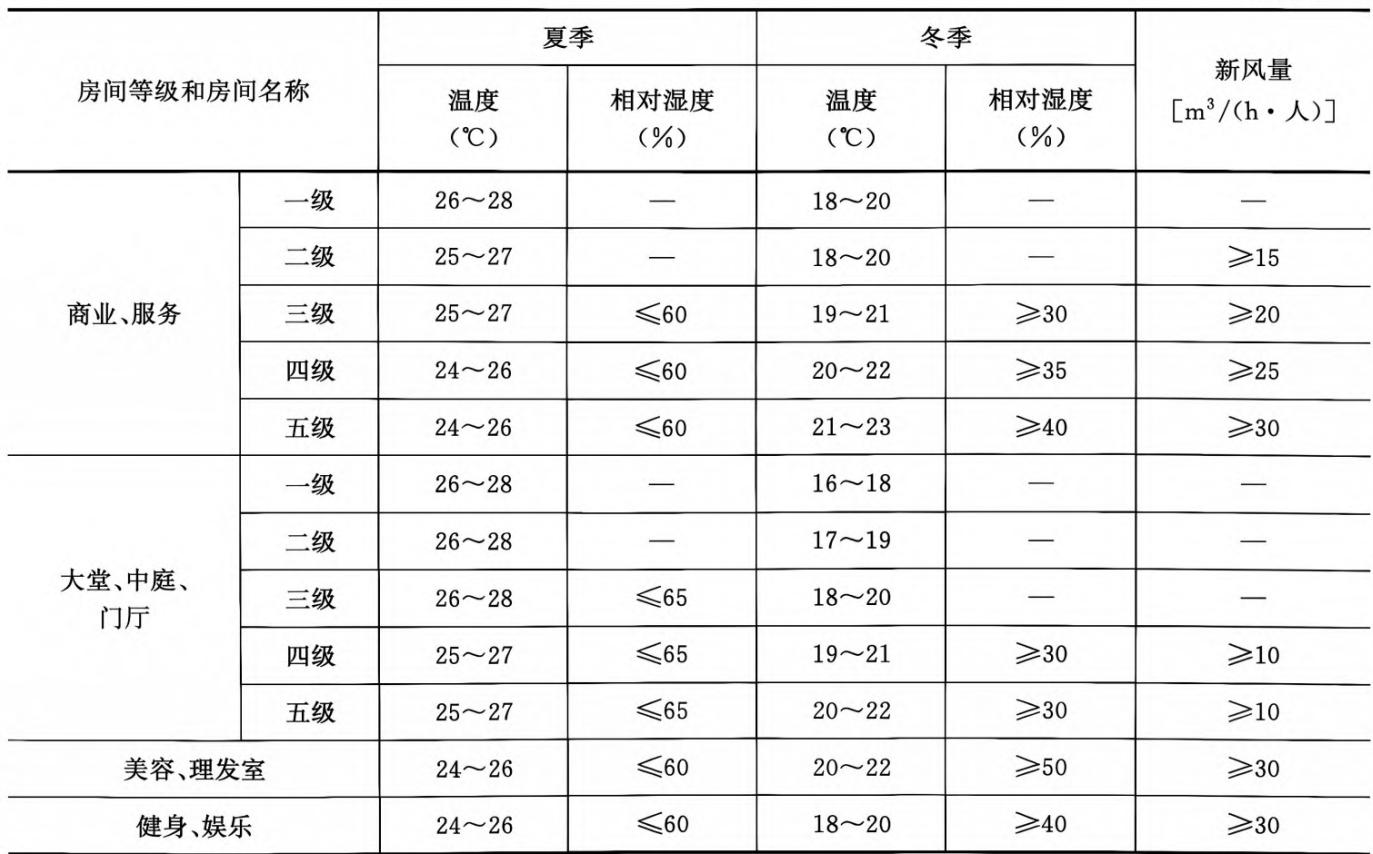 房间等级和房间名称 夏季 冬季 新风量 [m³/(h·人)]
温度 (℃) 相对湿度 (%) 温度 (℃) 相对湿度 (%)
商业、服务 一级 26～28 — 18～20 — —
二级 25～27 — 18～20 — ≥15
三级 25～27 ≤60 19～21 ≥30 ≥20
四级 24～26 ≤60 20～22 ≥35 ≥25
五级 24～26 ≤60 21～23 ≥40 ≥30
大堂、中庭、门厅 一级 26～28 — 16～18 — —
二级 26～28 — 17～19 — —
三级 26～28 ≤65 18～20 — —
四级 25～27 ≤65 19～21 ≥30 ≥10
五级 25～27 ≤65 20～22 ≥30 ≥10
美容、理发室 24～26 ≤60 20～22 ≥50 ≥30
健身、娱乐 24～26 ≤60 18～20 ≥40 ≥30